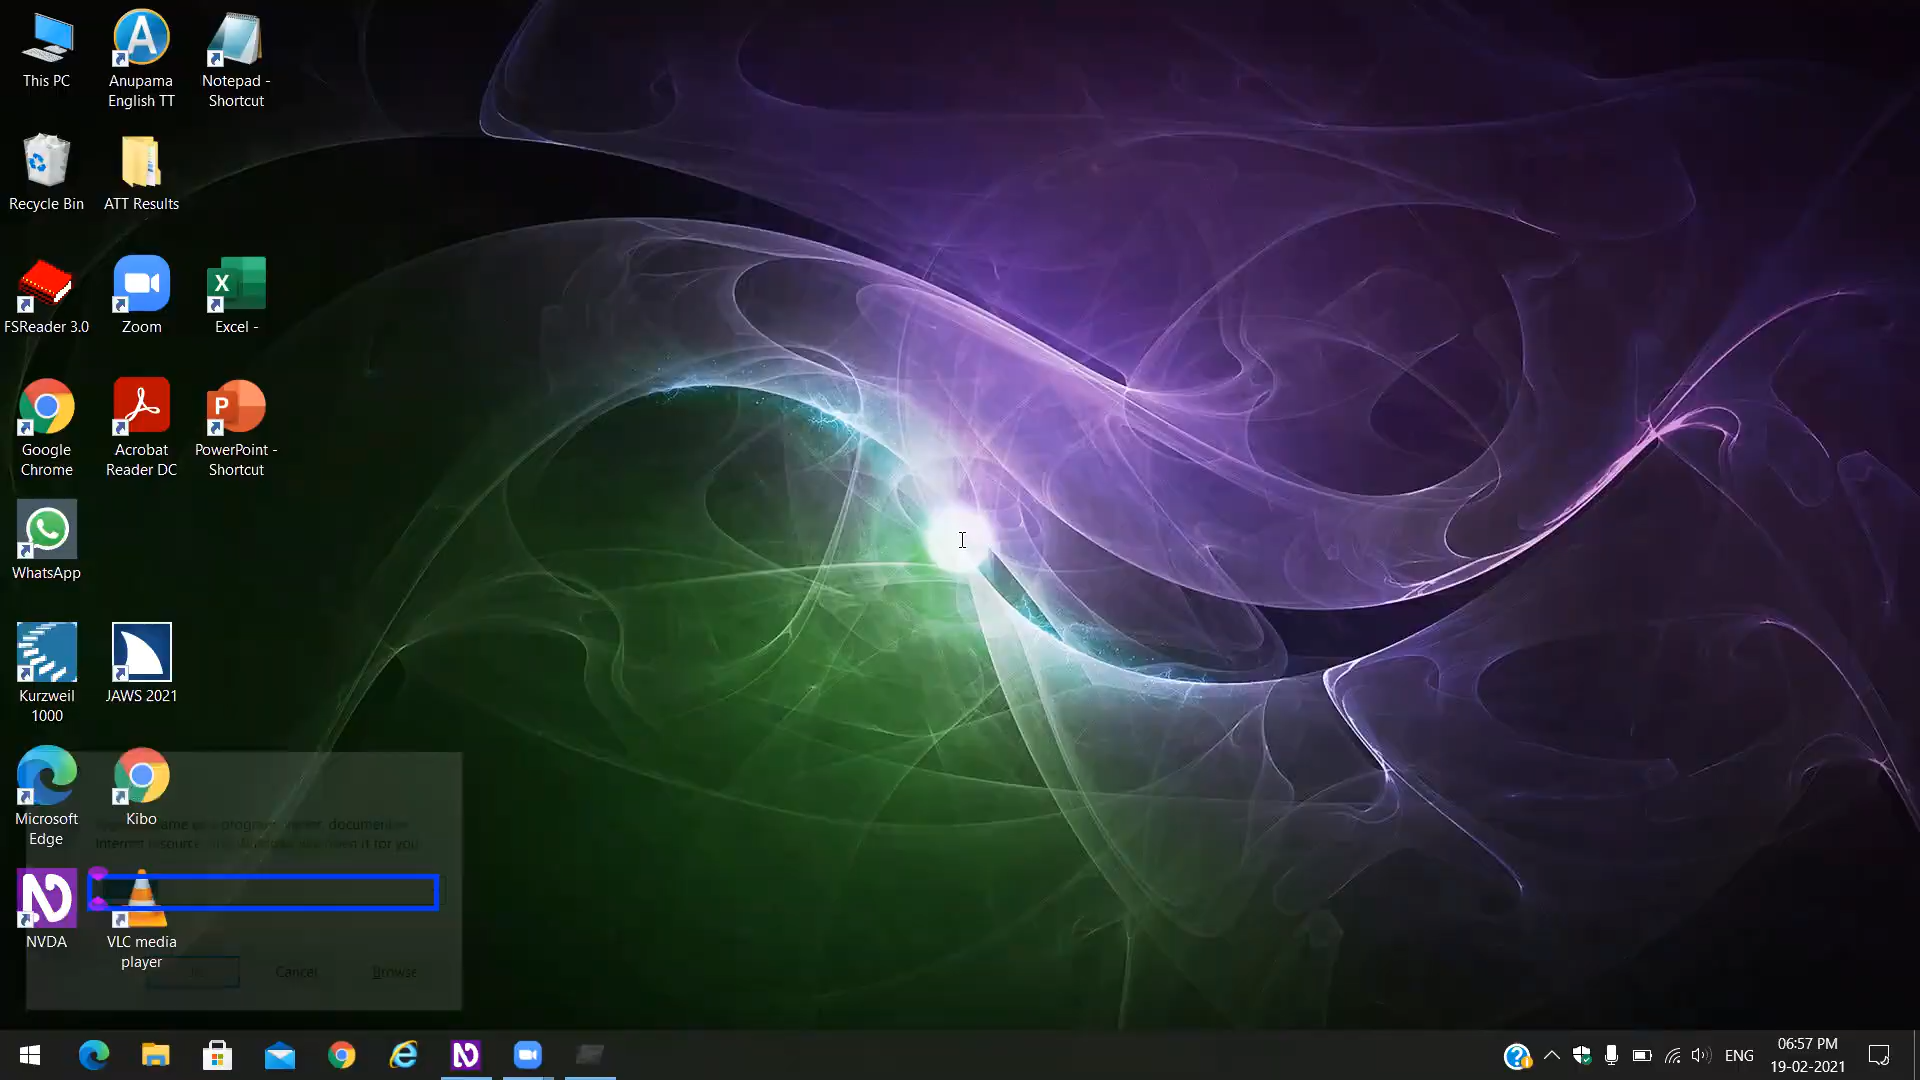 This PC
Anupama
English TT
Notepad -
Shortcut
Recycle Bin
ATT Results
FSReader 3.0
Zoom
Excel -
Google
Chrome
Acrobat
Reader DC
PowerPoint -
Shortcut
WhatsApp
Kurzweil
1000
JAWS 2021
Microsoft
Edge
Kibo
NVDA
VLC media
player
Cancel
Browse
ENG
06:57 PM
19-02-2021